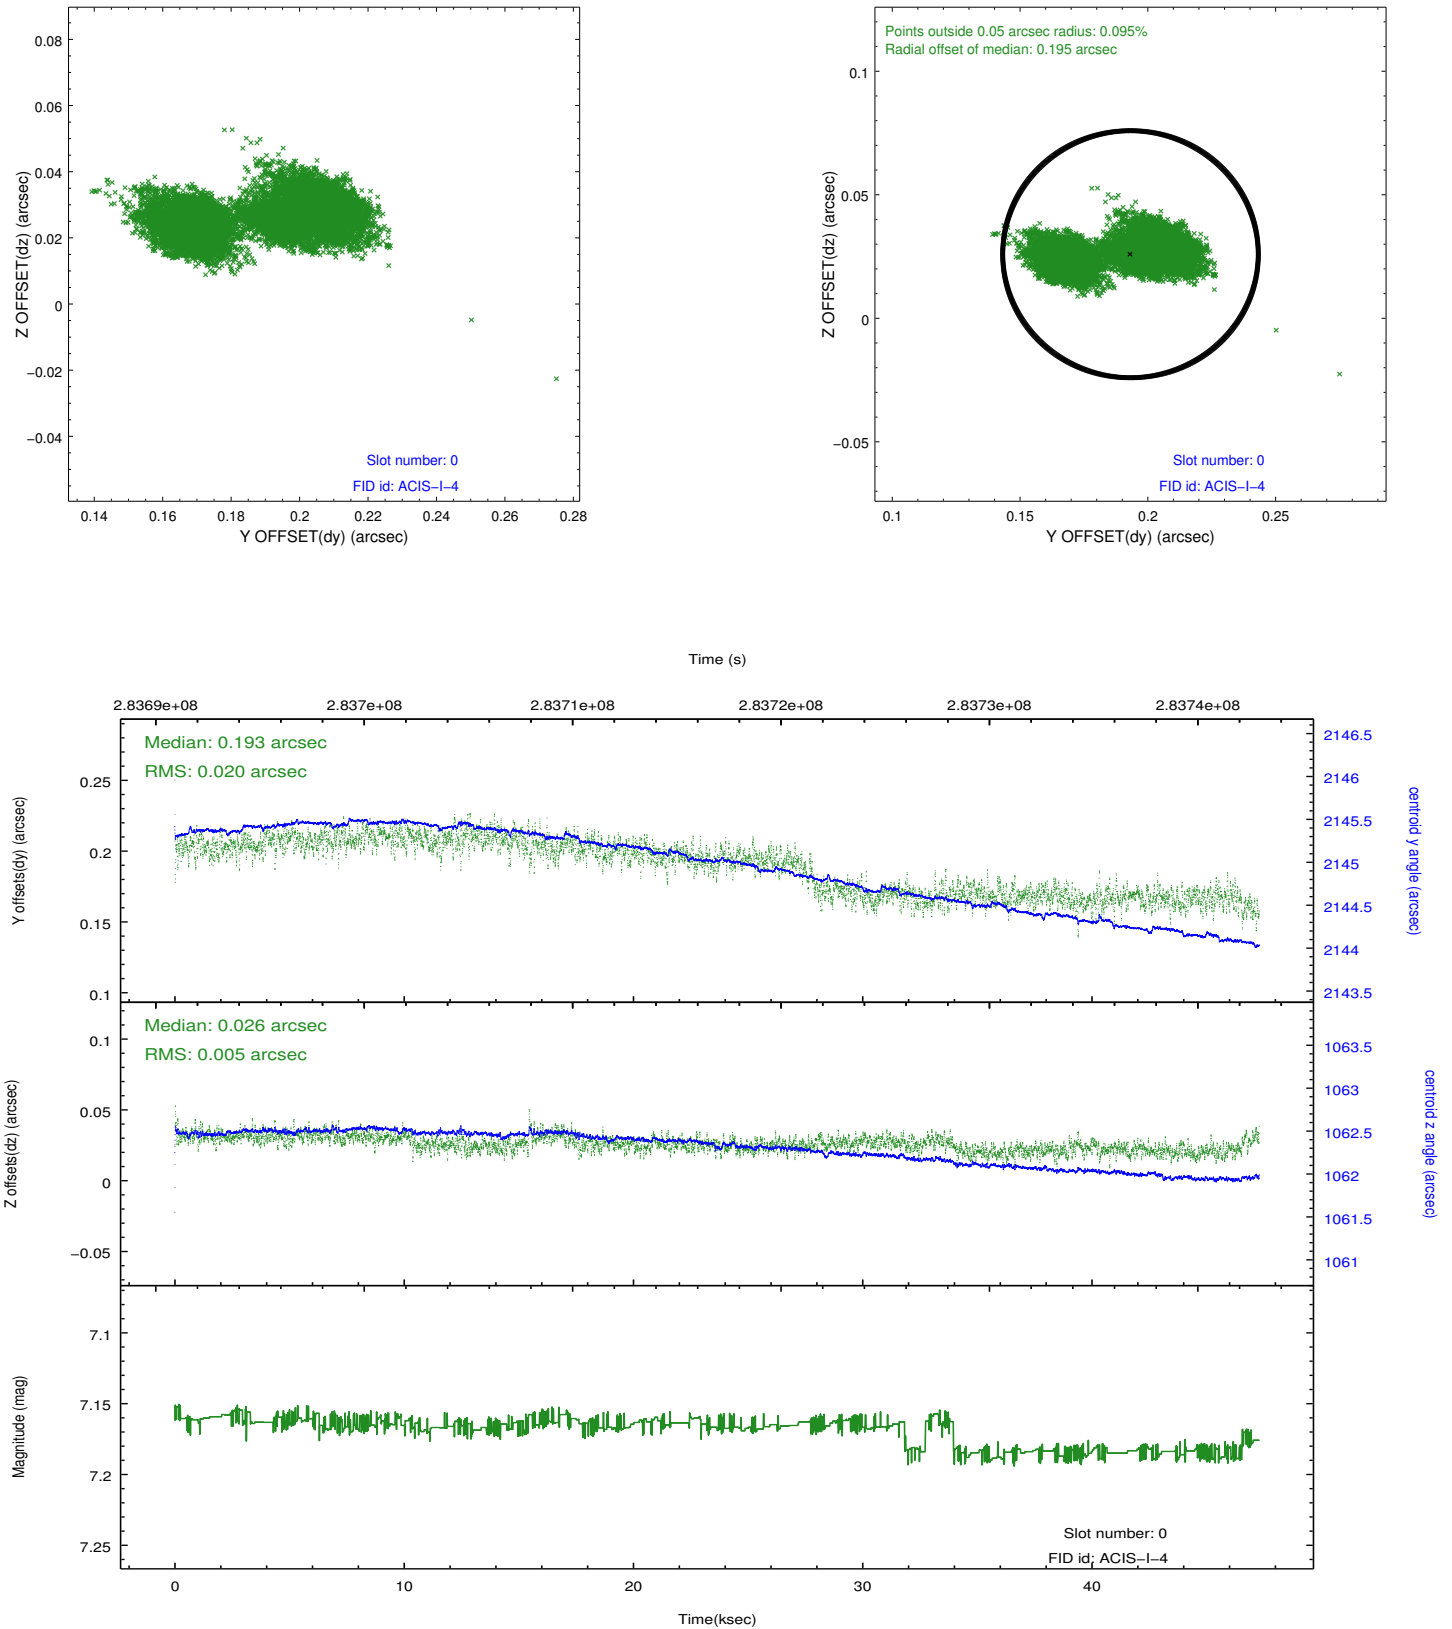 0.08
0.06
0.04
0.02
0
−0.02
−0.04
Z OFFSET(dz) (arcsec)
Slot number: 0
FID id: ACIS−I−4
0.14 0.16 0.18 0.2 0.22 0.24 0.26 0.28
Y OFFSET(dy) (arcsec)
Points outside 0.05 arcsec radius: 0.095%
Radial offset of median: 0.195 arcsec
0.1
0.05
0
−0.05
Z OFFSET(dz) (arcsec)
Slot number: 0
FID id: ACIS−I−4
0.1 0.15 0.2 0.25
Y OFFSET(dy) (arcsec)
Time (s)
2.8369e+08 2.837e+08 2.8371e+08 2.8372e+08 2.8373e+08 2.8374e+08
Median: 0.193 arcsec
RMS: 0.020 arcsec
0.25
0.2
0.15
0.1
Y offsets(dy) (arcsec)
2146.5
2146
2145.5
2145
2144.5
2144
2143.5
centroid y angle (arcsec)
Median: 0.026 arcsec
RMS: 0.005 arcsec
0.1
0.05
0
−0.05
Z offsets(dz) (arcsec)
1063.5
1063
1062.5
1062
1061.5
1061
centroid z angle (arcsec)
7.1
7.15
7.2
7.25
Magnitude (mag)
Slot number: 0
FID id: ACIS−I−4
0 10 20 30 40
Time(ksec)